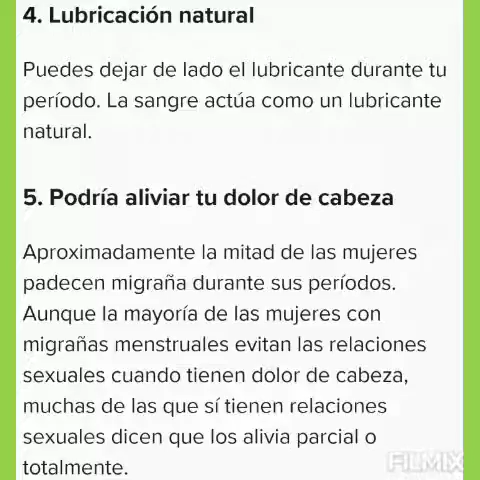 4. Lubricación natural
Puedes dejar de lado el lubricante durante tu
período. La sangre actúa como un lubricante
natural.
5. Podría aliviar tu dolor de cabeza
Aproximadamente la mitad de las mujeres
padecen migraña durante sus períodos.
Aunque la mayoría de las mujeres con
migrañas menstruales evitan las relaciones
sexuales cuando tienen dolor de cabeza,
muchas de las que sí tienen relaciones
sexuales dicen que los alivia parcial o
totalmente.
FILMIX